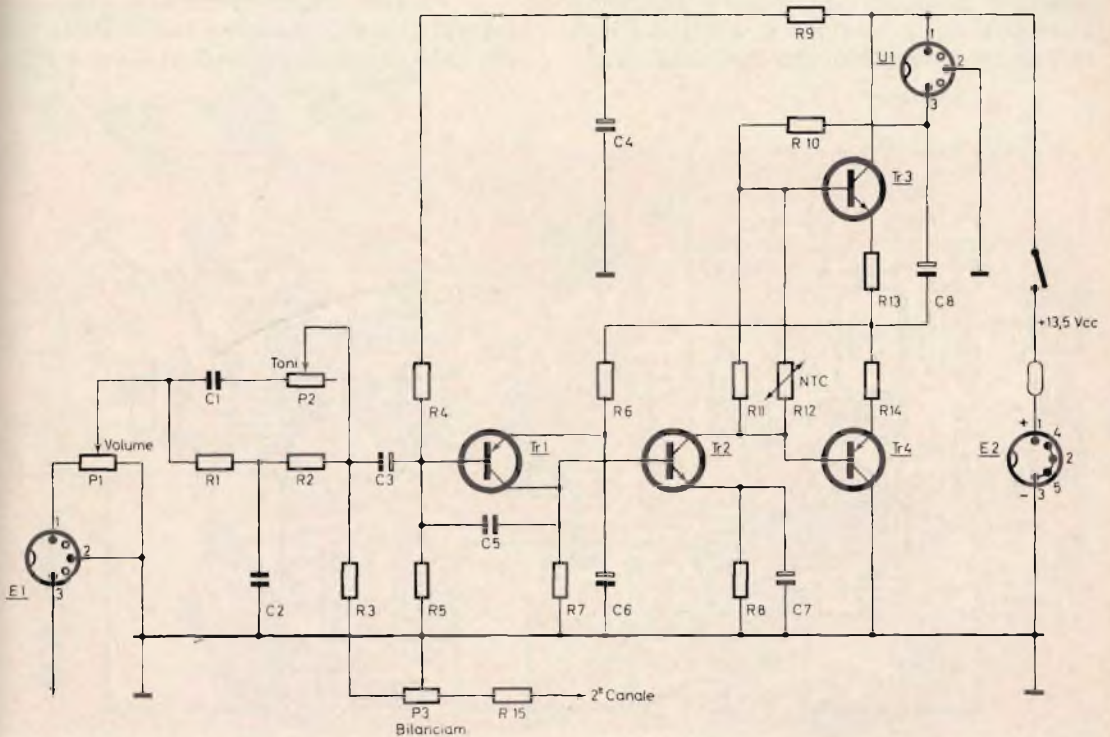 R9
1
U1
2
3
R 10
C4
Tr3
R13
C8
+13,5 Vcc
Toni
C1
P2
R4
R6
R11
NTC
R12
R14
Volume
P1
R1
R2
C3
Tr1
Tr2
Tr4
+
1
4
E2
2
-
3
5
1
2
E1
3
C5
C2
R3
R5
R7
C6
R8
C7
P3
R 15
2° Canale
Bilanciam.